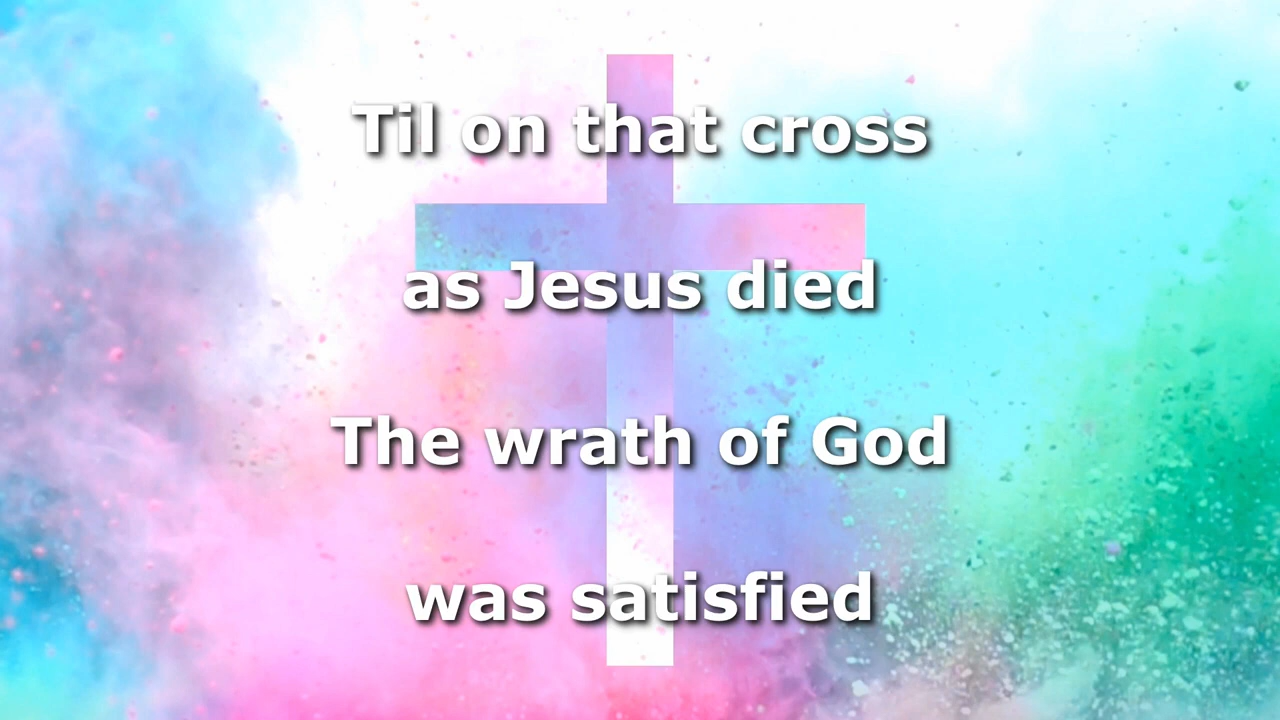 Til on that cross
as Jesus died
The wrath of God
was satisfied